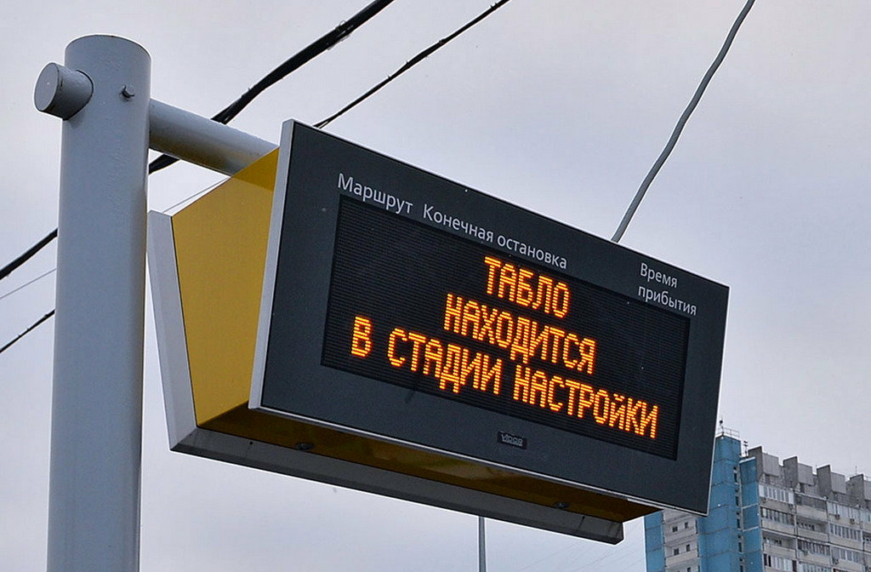 Маршрут Конечная остановка
Время
прибытия
ТАБЛО
НАХОДИТСЯ
В СТАДИИ НАСТРОЙКИ